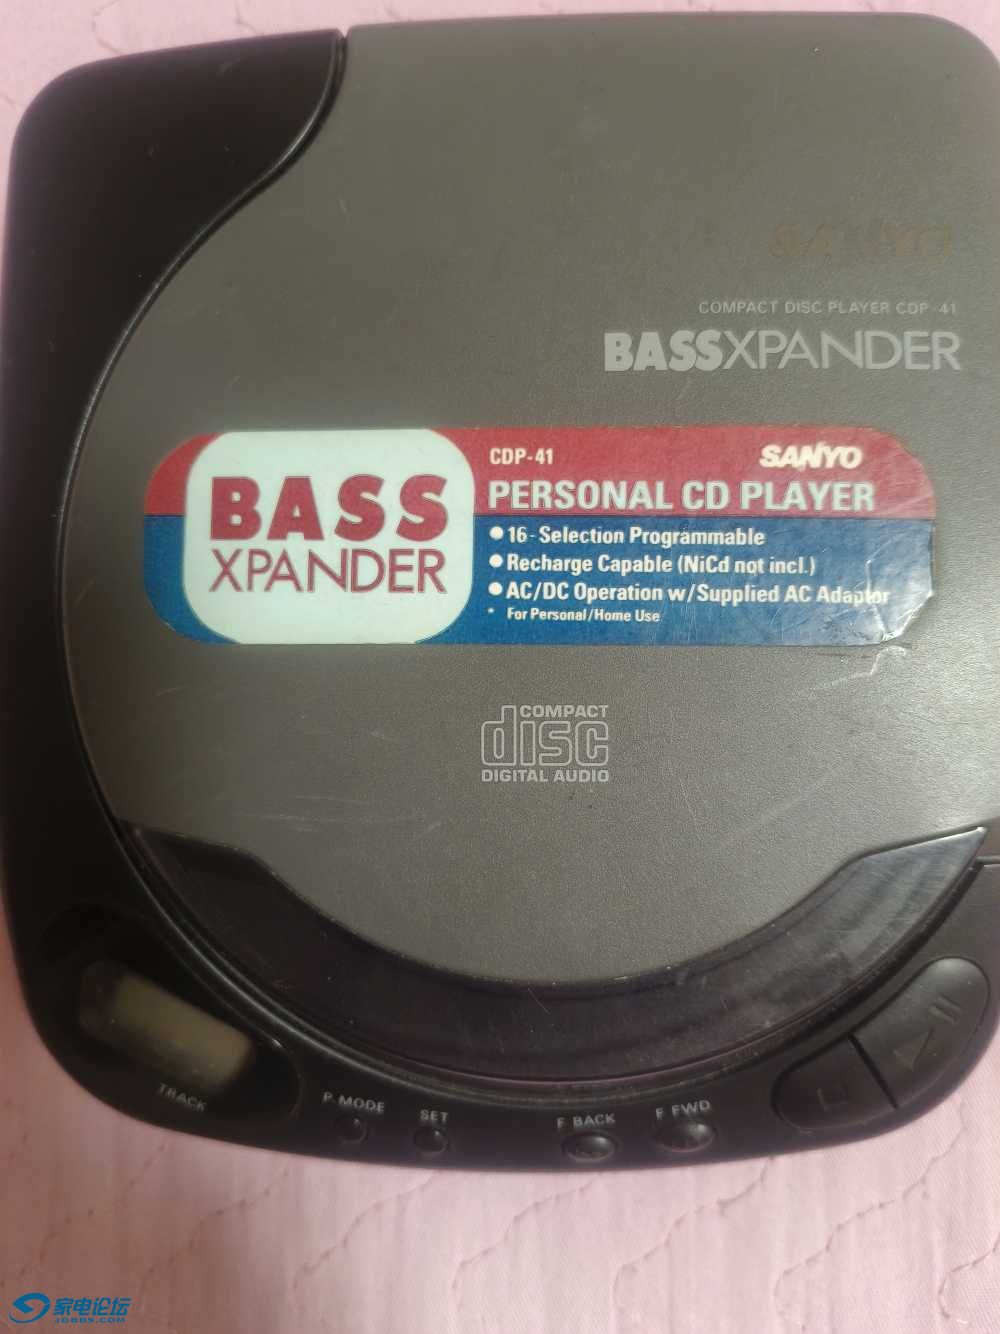 SANYO
COMPACT DISC PLAYER CDP-41
BASSXPANDER
BASS
XPANDER
CDP-41
SANYO
PERSONAL CD PLAYER
●16-Selection Programmable
●Recharge Capable (NiCd not incl.)
●AC/DC Operation w/Supplied AC Adaptor
* For Personal/Home Use
COMPACT
disc
DIGITAL AUDIO
TRACK
P.MODE
SET
F BACK
F FWD
家电论坛
JDBBS.COM